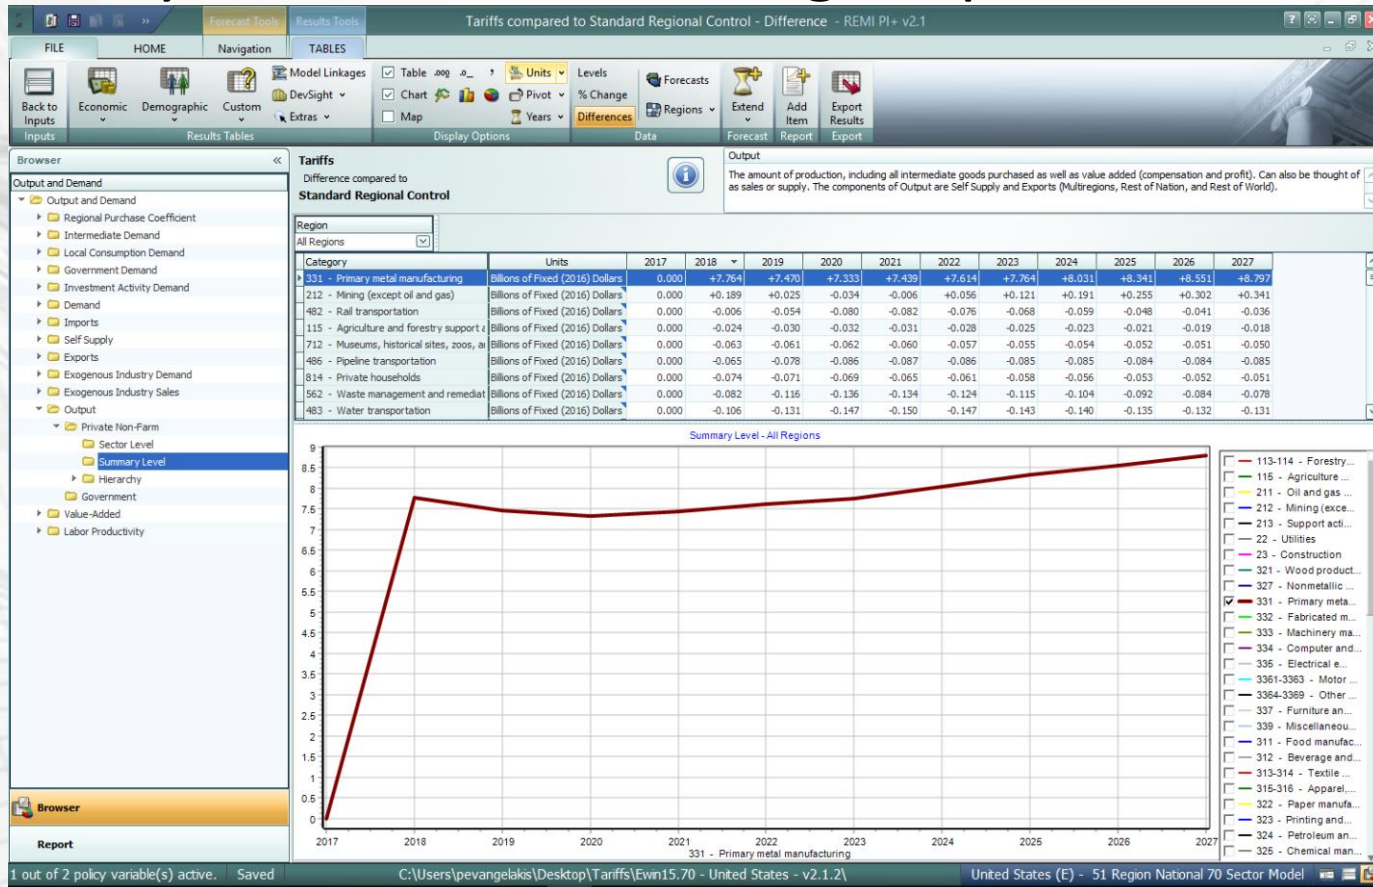 Forecast Tools Results Tools Tariffs compared to Standard Regional Control - Difference - REMI PI+ v2.1
FILE HOME Navigation TABLES
Back to Inputs
Economic
Demographic
Custom
Model Linkages
DevSight
Extras
Inputs Results Tables
Table .000 .0_ , Units Levels
Chart Pivot % Change
Map Years Differences
Display Options
Forecasts
Regions
Data
Extend
Forecast
Add Item
Report
Export Results
Export
Browser «
Output and Demand
Output and Demand
Regional Purchase Coefficient
Intermediate Demand
Local Consumption Demand
Government Demand
Investment Activity Demand
Demand
Imports
Self Supply
Exports
Exogenous Industry Demand
Exogenous Industry Sales
Output
Private Non-Farm
Sector Level
Summary Level
Hierarchy
Government
Value-Added
Labor Productivity
Browser
Report
Tariffs
Difference compared to
Standard Regional Control
Output
The amount of production, including all intermediate goods purchased as well as value added (compensation and profit). Can also be thought of
as sales or supply. The components of Output are Self Supply and Exports (Multiregions, Rest of Nation, and Rest of World).
Region
All Regions
Category Units 2017 2018 2019 2020 2021 2022 2023 2024 2025 2026 2027
331 - Primary metal manufacturing Billions of Fixed (2016) Dollars 0.000 +7.764 +7.470 +7.333 +7.439 +7.614 +7.764 +8.031 +8.341 +8.551 +8.797
212 - Mining (except oil and gas) Billions of Fixed (2016) Dollars 0.000 +0.189 +0.025 -0.034 -0.006 +0.056 +0.121 +0.191 +0.255 +0.302 +0.341
482 - Rail transportation Billions of Fixed (2016) Dollars 0.000 -0.006 -0.054 -0.080 -0.082 -0.076 -0.068 -0.059 -0.048 -0.041 -0.036
115 - Agriculture and forestry support a Billions of Fixed (2016) Dollars 0.000 -0.024 -0.030 -0.032 -0.031 -0.028 -0.025 -0.023 -0.021 -0.019 -0.018
712 - Museums, historical sites, zoos, a Billions of Fixed (2016) Dollars 0.000 -0.063 -0.061 -0.062 -0.060 -0.057 -0.055 -0.054 -0.052 -0.051 -0.050
486 - Pipeline transportation Billions of Fixed (2016) Dollars 0.000 -0.065 -0.078 -0.086 -0.087 -0.086 -0.085 -0.085 -0.084 -0.084 -0.085
814 - Private households Billions of Fixed (2016) Dollars 0.000 -0.074 -0.071 -0.069 -0.065 -0.061 -0.058 -0.056 -0.053 -0.052 -0.051
562 - Waste management and remediat Billions of Fixed (2016) Dollars 0.000 -0.082 -0.116 -0.136 -0.134 -0.124 -0.115 -0.104 -0.092 -0.084 -0.078
483 - Water transportation Billions of Fixed (2016) Dollars 0.000 -0.106 -0.131 -0.147 -0.150 -0.147 -0.143 -0.140 -0.135 -0.132 -0.131
Summary Level - All Regions
9
8.5
8
7.5
7
6.5
6
5.5
5
4.5
4
3.5
3
2.5
2
1.5
1
0.5
0
2017 2018 2019 2020 2021 2022 2023 2024 2025 2026 2027
331 - Primary metal manufacturing
113-114 - Forestry...
115 - Agriculture ...
211 - Oil and gas ...
212 - Mining (exce...
213 - Support acti...
22 - Utilities
23 - Construction
321 - Wood product...
327 - Nonmetallic ...
331 - Primary meta...
332 - Fabricated m...
333 - Machinery ma...
334 - Computer and...
335 - Electrical e...
3361-3363 - Motor ...
3364-3369 - Other ...
337 - Furniture an...
339 - Miscellaneou...
311 - Food manufac...
312 - Beverage and...
313-314 - Textile ...
315-316 - Apparel,...
322 - Paper manufa...
323 - Printing and...
324 - Petroleum an...
325 - Chemical man...
1 out of 2 policy variable(s) active. Saved C:\Users\pevangelakis\Desktop\Tariffs\Ewin15.70 - United States - v2.1.2\ United States (E) - 51 Region National 70 Sector Model